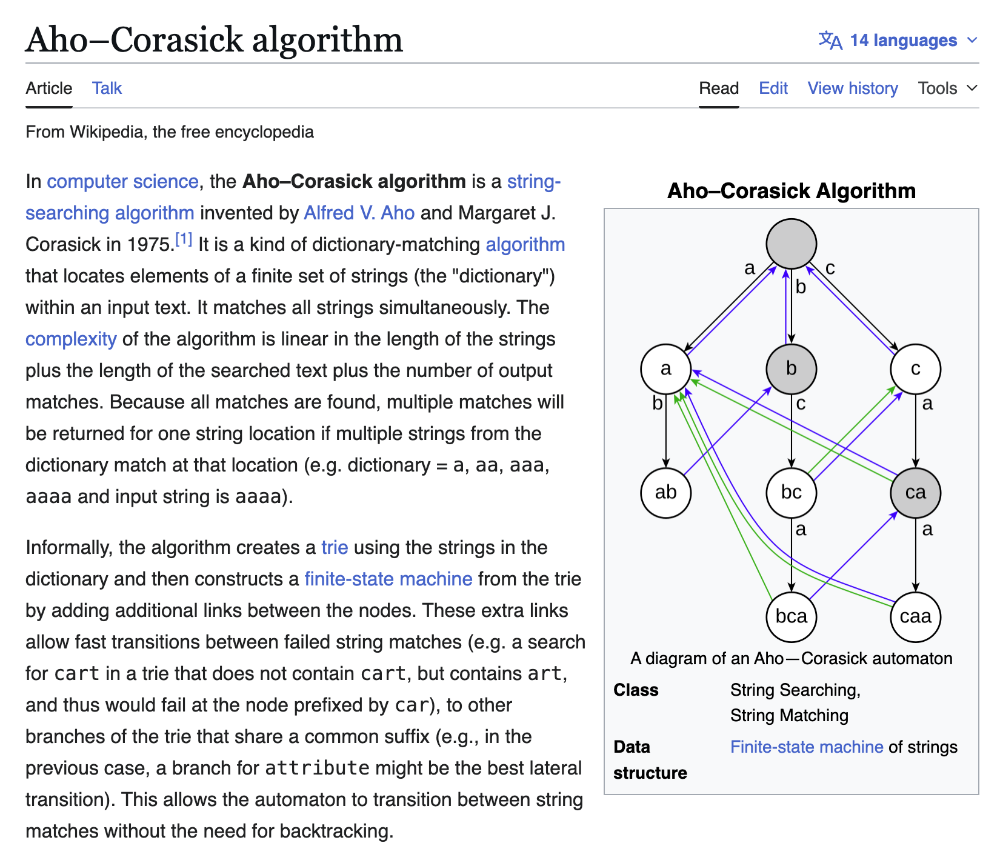 Aho–Corasick algorithm
14 languages
Article Talk
Read Edit View history Tools
From Wikipedia, the free encyclopedia
In computer science, the Aho–Corasick algorithm is a string-
searching algorithm invented by Alfred V. Aho and Margaret J.
Corasick in 1975.[1] It is a kind of dictionary-matching algorithm
that locates elements of a finite set of strings (the "dictionary")
within an input text. It matches all strings simultaneously. The
complexity of the algorithm is linear in the length of the strings
plus the length of the searched text plus the number of output
matches. Because all matches are found, multiple matches will
be returned for one string location if multiple strings from the
dictionary match at that location (e.g. dictionary = a, aa, aaa,
aaaa and input string is aaaa).
Informally, the algorithm creates a trie using the strings in the
dictionary and then constructs a finite-state machine from the trie
by adding additional links between the nodes. These extra links
allow fast transitions between failed string matches (e.g. a search
for cart in a trie that does not contain cart, but contains art,
and thus would fail at the node prefixed by car), to other
branches of the trie that share a common suffix (e.g., in the
previous case, a branch for attribute might be the best lateral
transition). This allows the automaton to transition between string
matches without the need for backtracking.
Aho–Corasick Algorithm
a c
b
a b c
b c a
ab bc ca
a a
bca caa
A diagram of an Aho—Corasick automaton
Class String Searching,
String Matching
Data Finite-state machine of strings
structure